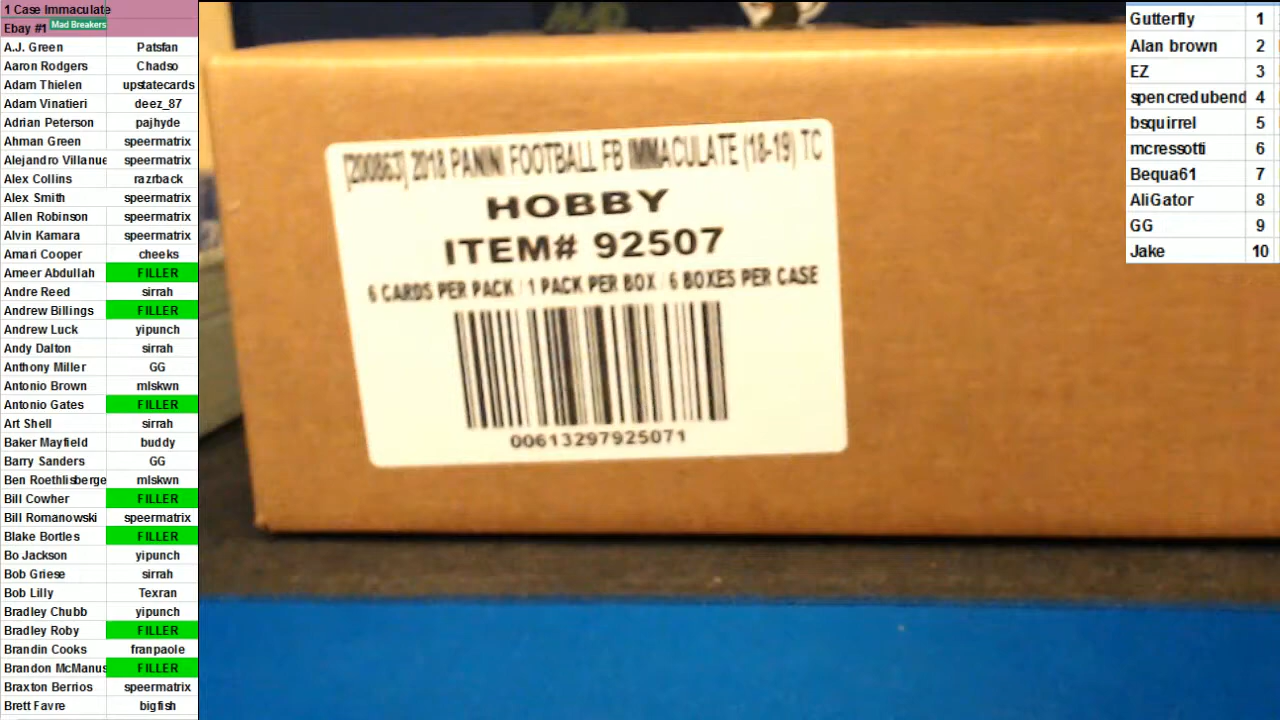 1 Case Immaculate
Ebay #1 Mad Breakers
A.J. Green Patsfan
Aaron Rodgers Chadso
Adam Thielen upstatecards
Adam Vinatieri deez_87
Adrian Peterson pajhyde
Ahman Green speermatrix
Alejandro Villanue speermatrix
Alex Collins razrback
Alex Smith speermatrix
Allen Robinson speermatrix
Alvin Kamara speermatrix
Amari Cooper cheeks
Ameer Abdullah FILLER
Andre Reed sirrah
Andrew Billings FILLER
Andrew Luck yipunch
Andy Dalton sirrah
Anthony Miller GG
Antonio Brown mlskwn
Antonio Gates FILLER
Art Shell sirrah
Baker Mayfield buddy
Barry Sanders GG
Ben Roethlisberge mlskwn
Bill Cowher FILLER
Bill Romanowski speermatrix
Blake Bortles FILLER
Bo Jackson yipunch
Bob Griese sirrah
Bob Lilly Texran
Bradley Chubb yipunch
Bradley Roby FILLER
Brandin Cooks franpaole
Brandon McManus FILLER
Braxton Berrios speermatrix
Brett Favre bigfish
MAD
[200863] 2018 PANINI FOOTBALL FB IMMACULATE (18-19) TC
HOBBY
ITEM# 92507
6 CARDS PER PACK / 1 PACK PER BOX / 6 BOXES PER CASE
00613297925071
Gutterfly 1
Alan brown 2
EZ 3
spencredubend 4
bsquirrel 5
mcressotti 6
Bequa61 7
AliGator 8
GG 9
Jake 10